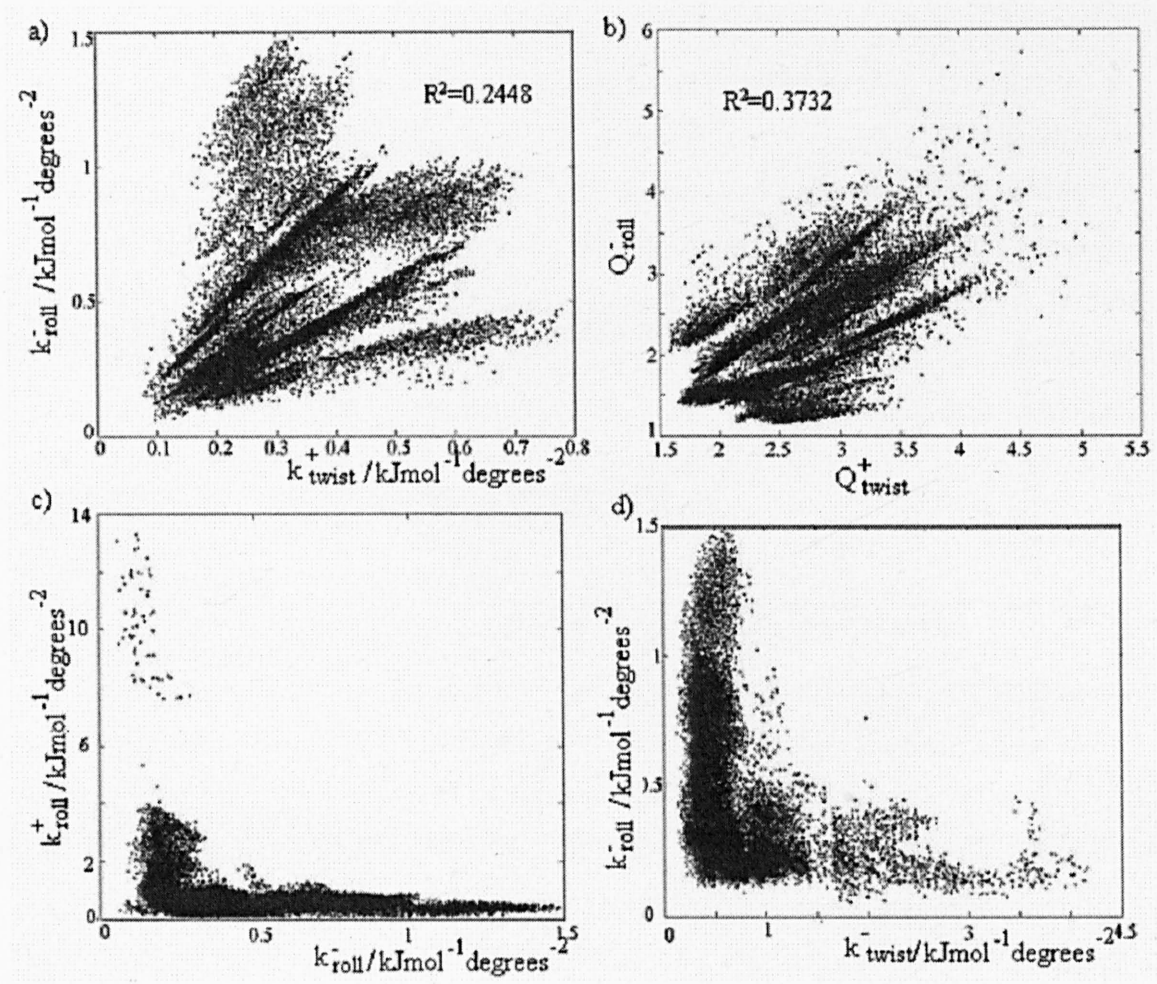 a)
1.5
1
0.5
0
k⁻roll /kJmol⁻¹degrees⁻²
R²=0.2448
0.1 0.2 0.3 0.4 0.5 0.6 0.7 0.8
k⁺twist/kJmol⁻¹degrees⁻²
b)
6
5
4
3
2
1
Q⁻roll
R²=0.3732
1.5 2 2.5 3 3.5 4 4.5 5 5.5
Q⁺twist
c)
14
10
6
2
0
k⁺roll/kJmol⁻¹degrees⁻²
0 0.5 1 1.5
k⁻roll/kJmol⁻¹degrees⁻²
d)
1.5
1
0.5
0
k⁻roll /kJmol⁻¹degrees⁻²
0 1 2 3 4.5
k twist/kJmol⁻¹degrees⁻²